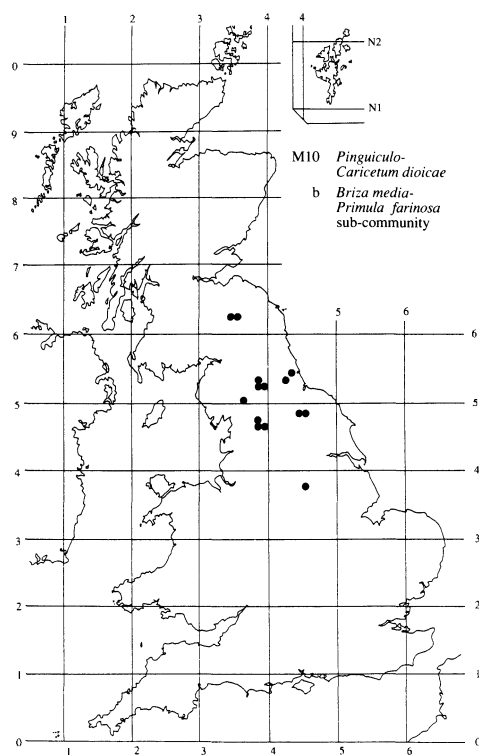 1 2 3 4 4
N2
0
N1
9
M10 Pinguiculo-
Caricetum dioicae
8
b Briza media-
Primula farinosa
sub-community
7
5 6
6 6
5 5
4 4
3 3
2 2
1 1
0 0
1 2 3 4 5 6